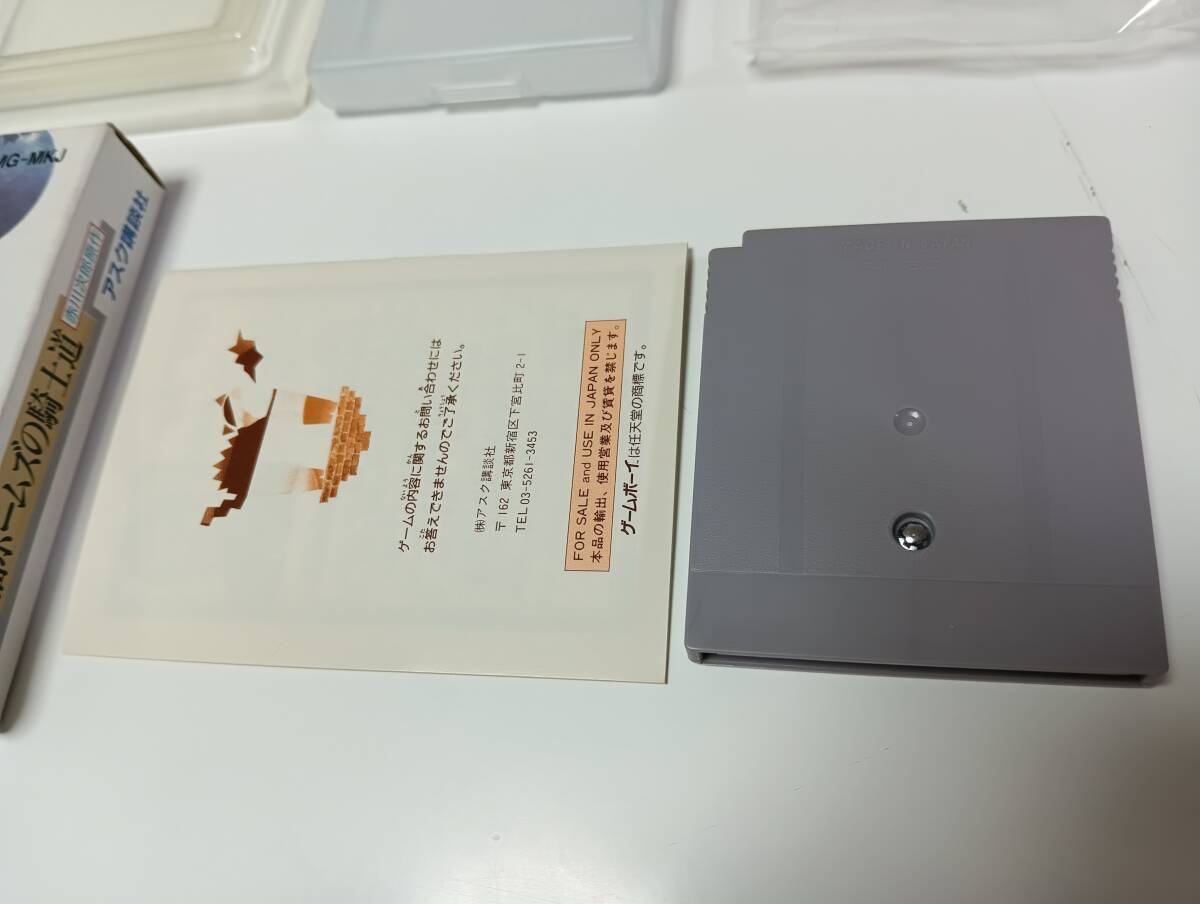 MG-MKJ
ホームズの騎士道
赤川次郎原作
アスク講談社
ゲームの内容に関するお問い合わせには
お答えできませんのでご了承ください。
㈱アスク講談社
〒162 東京都新宿区下宮比町2-1
TEL 03-5261-3453
FOR SALE and USE IN JAPAN ONLY
本品の輸出、使用営業及び賃貸を禁じます。
ゲームボーイは任天堂の商標です。
MADE IN JAPAN